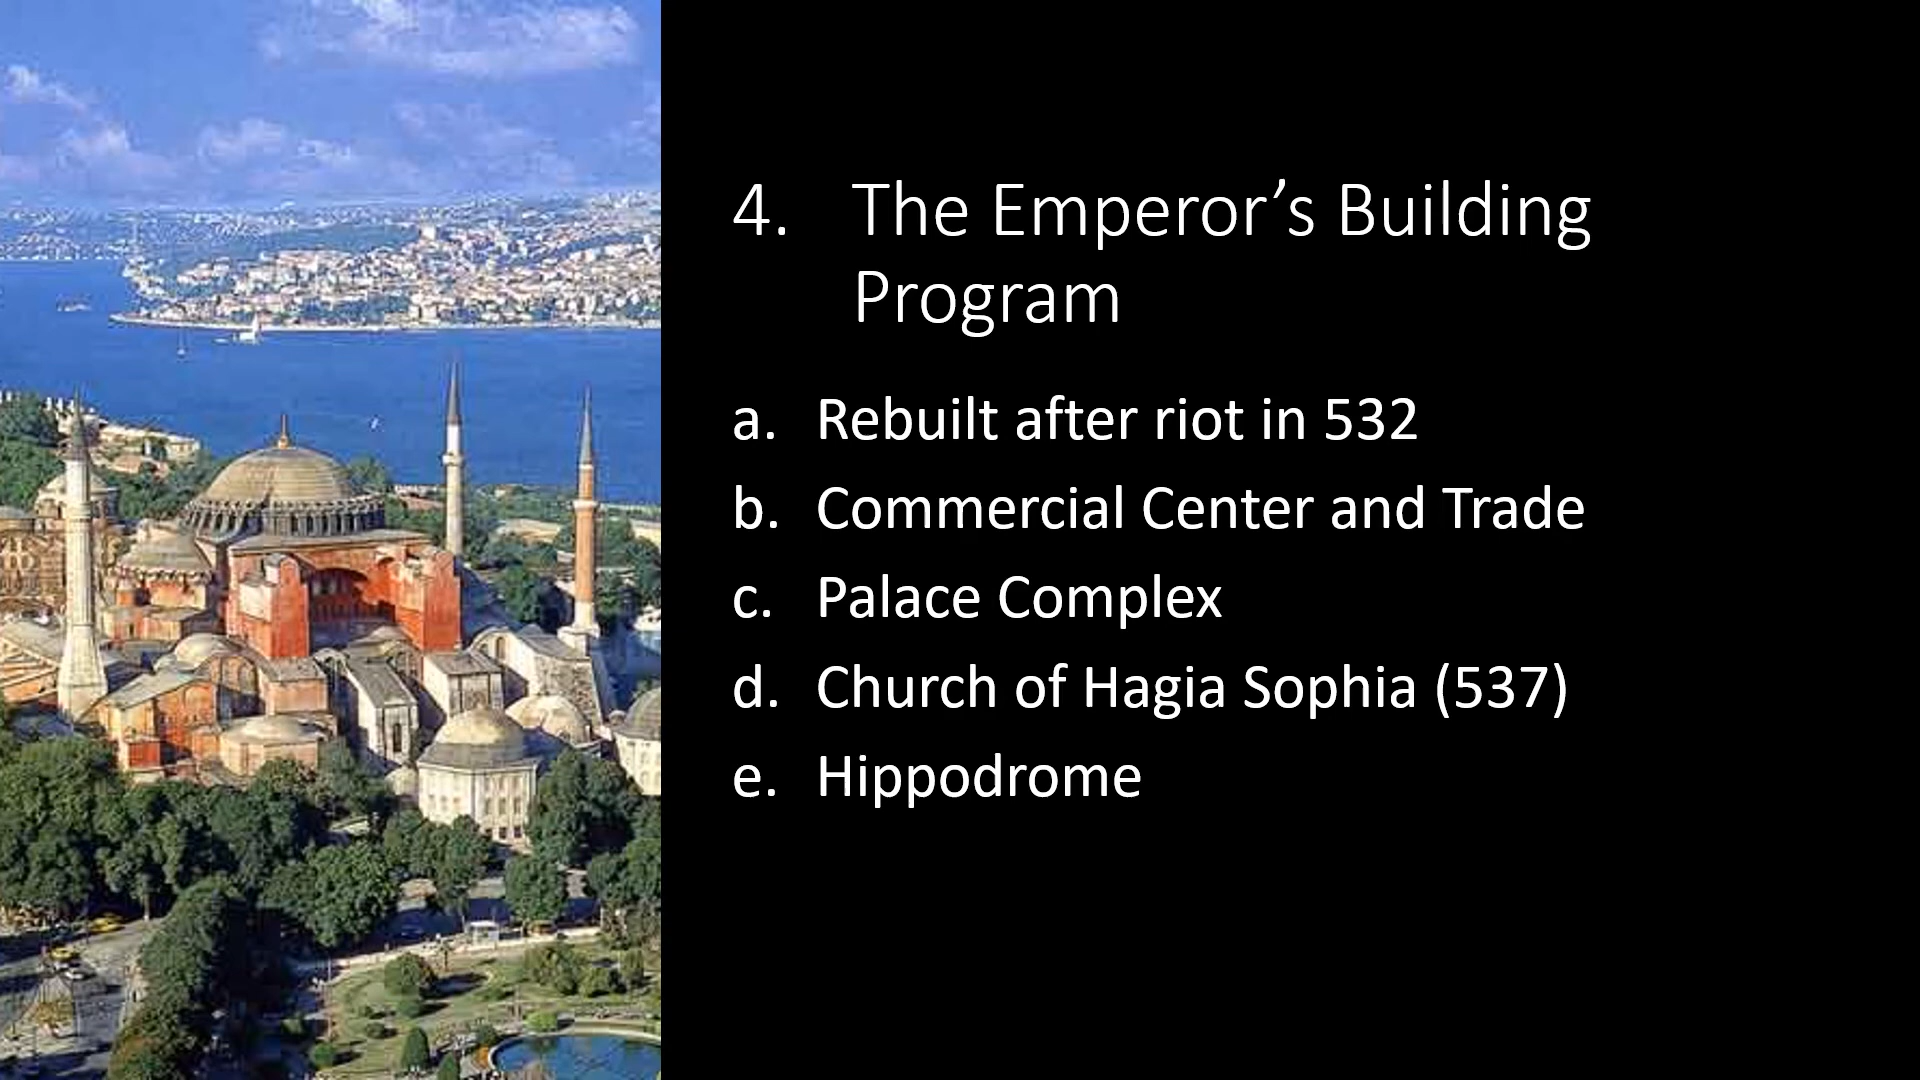 4. The Emperor’s Building
Program
a. Rebuilt after riot in 532
b. Commercial Center and Trade
c. Palace Complex
d. Church of Hagia Sophia (537)
e. Hippodrome